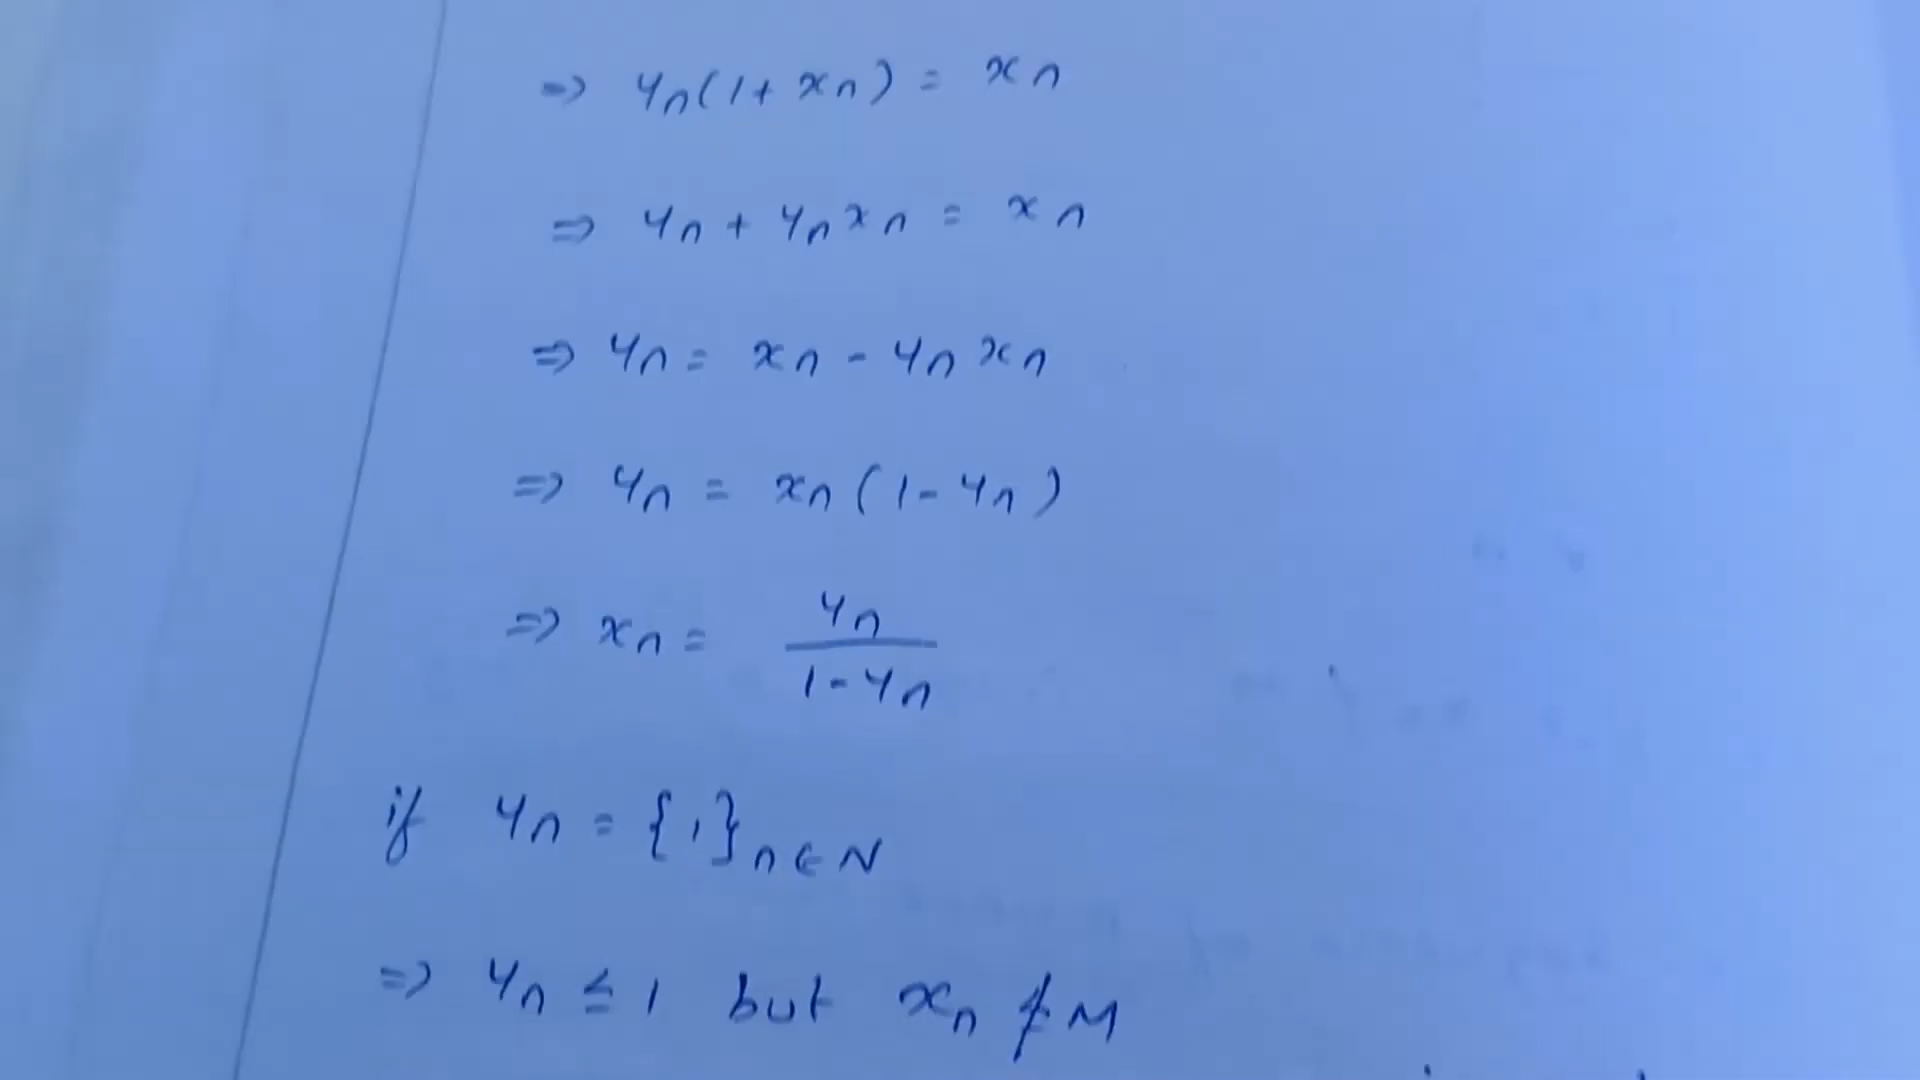 ⇒ yn(1+xn) = xn
⇒ yn + ynxn = xn
⇒ yn = xn - ynxn
⇒ yn = xn(1-yn)
⇒ xn = yn/(1-yn)
if yn = {1}n∈N
⇒ yn ≤ 1 but xn ≰ M